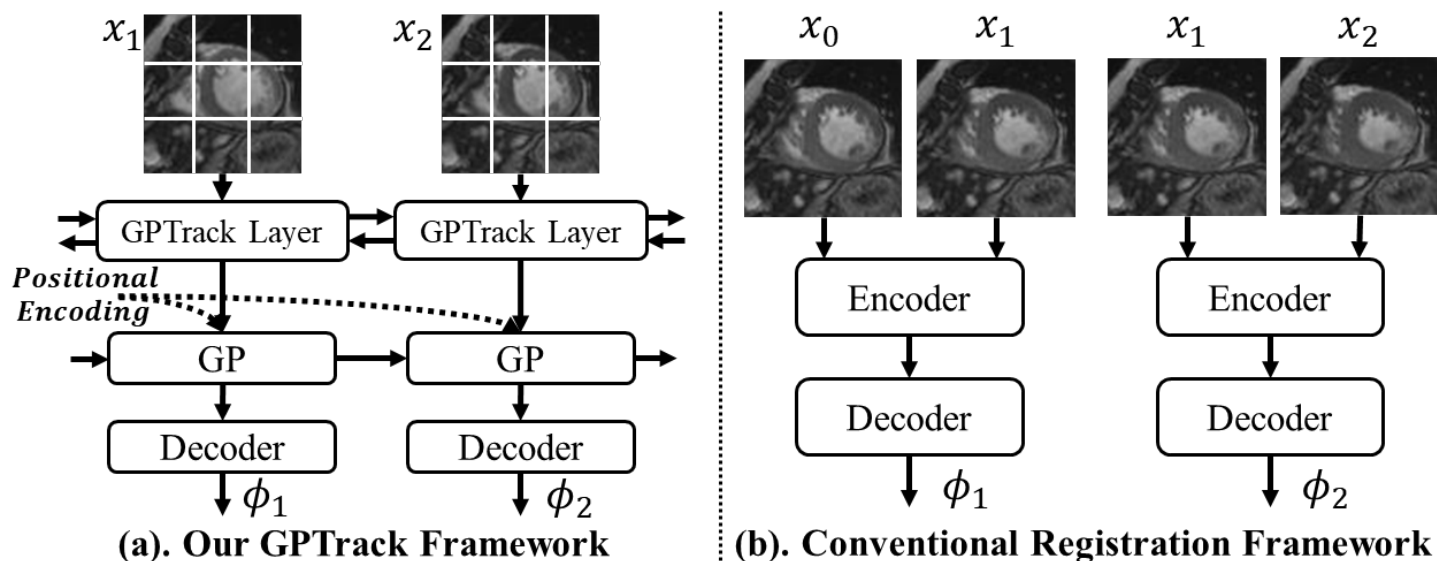 x₁
x₂
GPTrack Layer
GPTrack Layer
Positional
Encoding
GP
GP
Decoder
Decoder
ϕ₁
ϕ₂
(a). Our GPTrack Framework
x₀
x₁
x₁
x₂
Encoder
Encoder
Decoder
Decoder
ϕ₁
ϕ₂
(b). Conventional Registration Framework